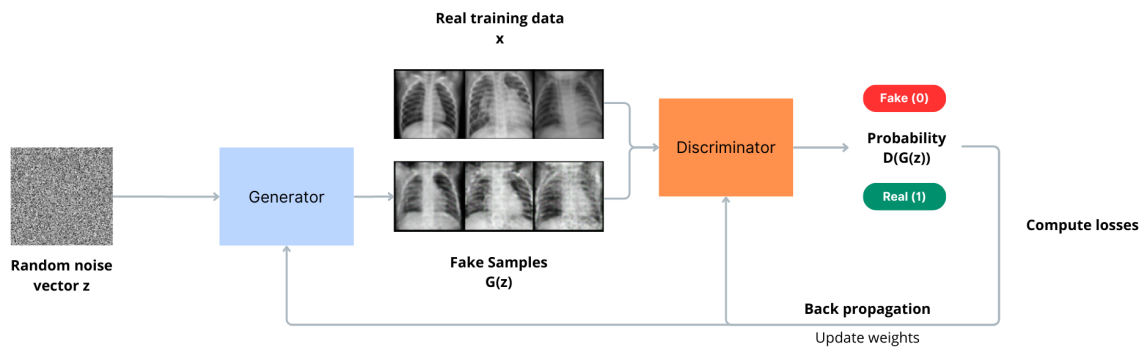 Real training data
x
Fake (0)
Generator
Discriminator
Probability
D(G(z))
Real (1)
Random noise
vector z
Fake Samples
G(z)
Compute losses
Back propagation
Update weights